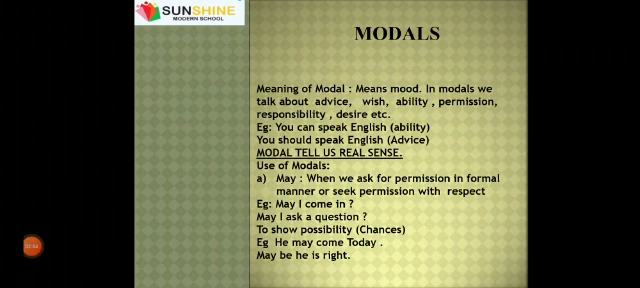 SUNSHINE
MODERN SCHOOL
MODALS
Meaning of Modal : Means mood. In modals we
talk about advice, wish, ability , permission,
responsibility , desire etc.
Eg: You can speak English (ability)
You should speak English (Advice)
MODAL TELL US REAL SENSE.
Use of Modals:
a) May : When we ask for permission in formal
manner or seek permission with respect
Eg: May I come in ?
May I ask a question ?
To show possibility (Chances)
Eg He may come Today .
May be he is right.